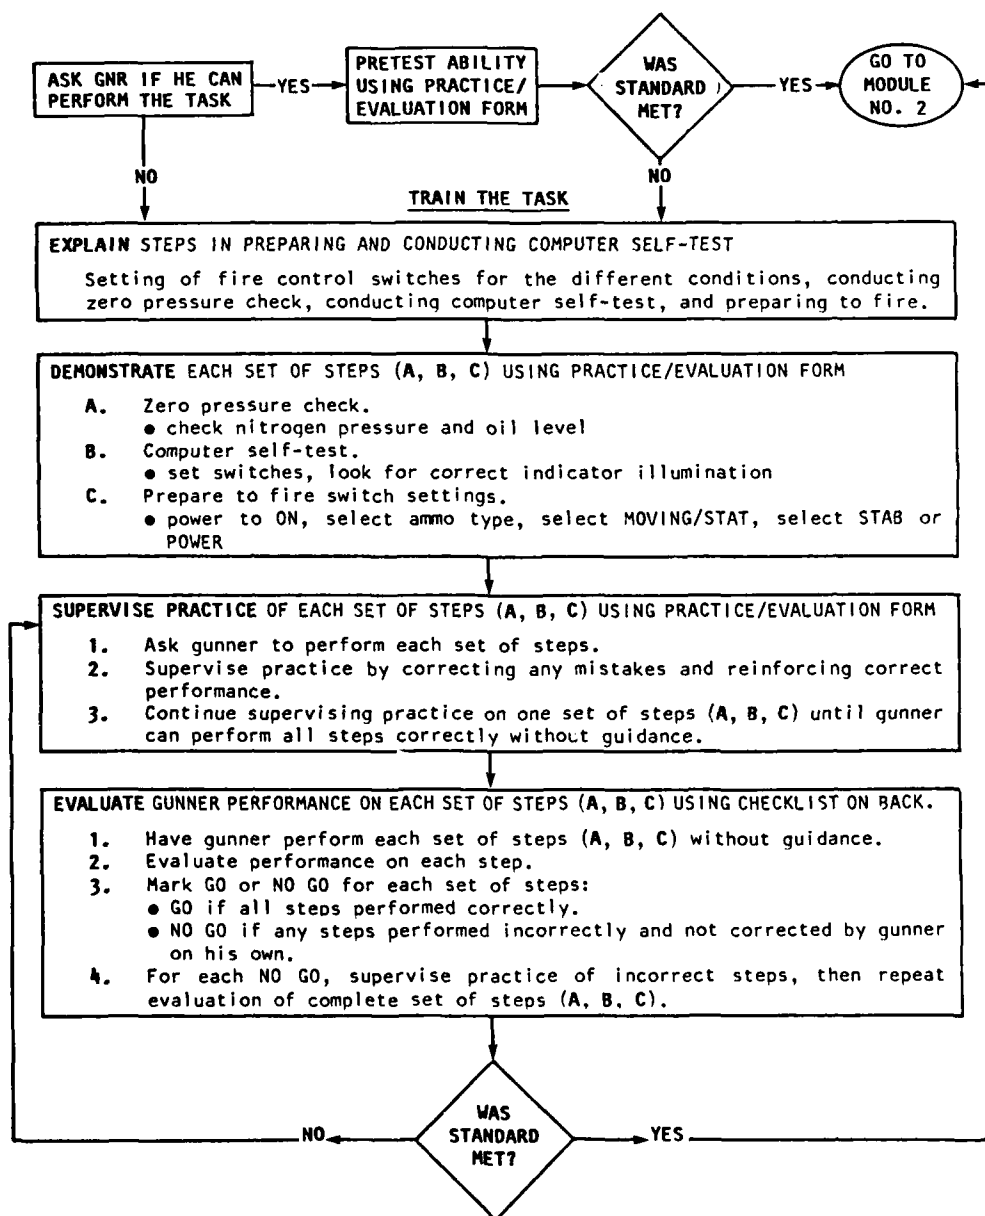 ASK GNR IF HE CAN
PERFORM THE TASK
YES
PRETEST ABILITY
USING PRACTICE/
EVALUATION FORM
WAS
STANDARD
MET?
YES
GO TO
MODULE
NO. 2
NO
NO
TRAIN THE TASK
EXPLAIN STEPS IN PREPARING AND CONDUCTING COMPUTER SELF-TEST
Setting of fire control switches for the different conditions, conducting
zero pressure check, conducting computer self-test, and preparing to fire.
DEMONSTRATE EACH SET OF STEPS (A, B, C) USING PRACTICE/EVALUATION FORM
A. Zero pressure check.
• check nitrogen pressure and oil level
B. Computer self-test.
• set switches, look for correct indicator illumination
C. Prepare to fire switch settings.
• power to ON, select ammo type, select MOVING/STAT, select STAB or
POWER
SUPERVISE PRACTICE OF EACH SET OF STEPS (A, B, C) USING PRACTICE/EVALUATION FORM
1. Ask gunner to perform each set of steps.
2. Supervise practice by correcting any mistakes and reinforcing correct
performance.
3. Continue supervising practice on one set of steps (A, B, C) until gunner
can perform all steps correctly without guidance.
EVALUATE GUNNER PERFORMANCE ON EACH SET OF STEPS (A, B, C) USING CHECKLIST ON BACK.
1. Have gunner perform each set of steps (A, B, C) without guidance.
2. Evaluate performance on each step.
3. Mark GO or NO GO for each set of steps:
• GO if all steps performed correctly.
• NO GO if any steps performed incorrectly and not corrected by gunner
on his own.
4. For each NO GO, supervise practice of incorrect steps, then repeat
evaluation of complete set of steps (A, B, C).
NO
WAS
STANDARD
MET?
YES